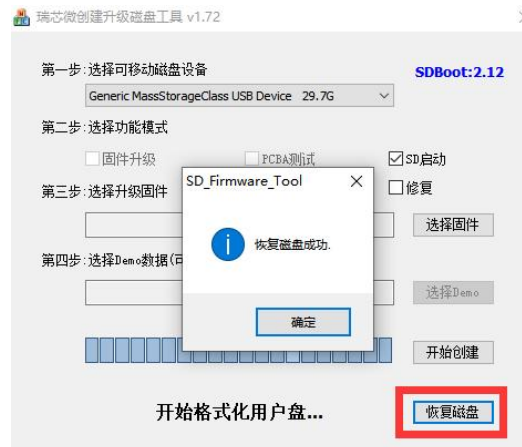 瑞芯微创建升级磁盘工具 v1.72
第一步:选择可移动磁盘设备
SDBoot:2.12
Generic MassStorageClass USB Device 29.7G
第二步:选择功能模式
固件升级
PCBA测试
SD启动
SD_Firmware_Tool
修复
第三步:选择升级固件
恢复磁盘成功.
选择固件
第四步:选择Demo数据(可
选择Demo
确定
开始创建
开始格式化用户盘...
恢复磁盘